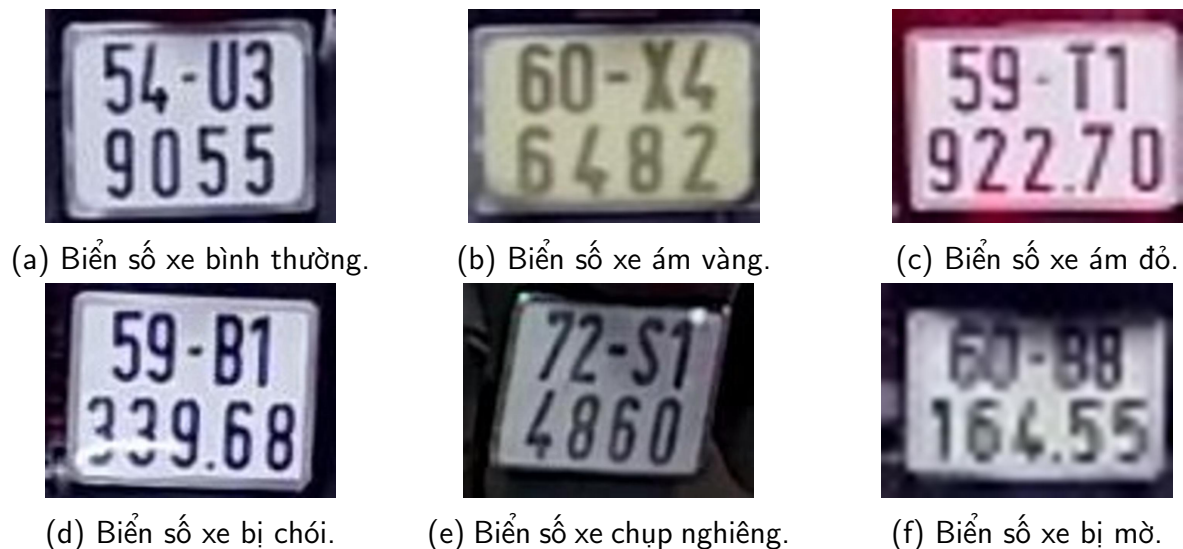 54-U3
9055
60-X4
6482
59-T1
922.70
(a) Biển số xe bình thường.
(b) Biển số xe ám vàng.
(c) Biển số xe ám đỏ.
59-B1
339.68
72-S1
4860
60-B8
164.55
(d) Biển số xe bị chói.
(e) Biển số xe chụp nghiêng.
(f) Biển số xe bị mờ.